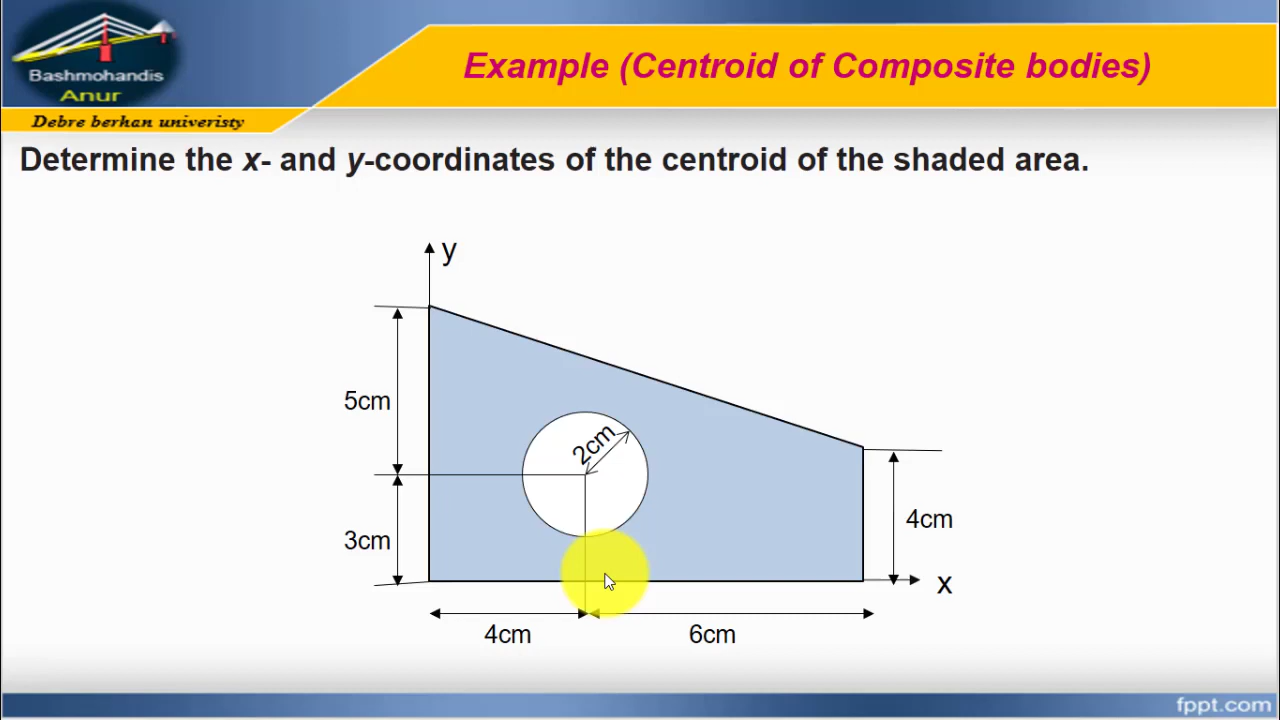 Bashmohandis
Anur
Debre berhan univeristy
Example (Centroid of Composite bodies)
Determine the x- and y-coordinates of the centroid of the shaded area.
y
5cm
2cm
3cm
4cm
x
4cm
6cm
fppt.com